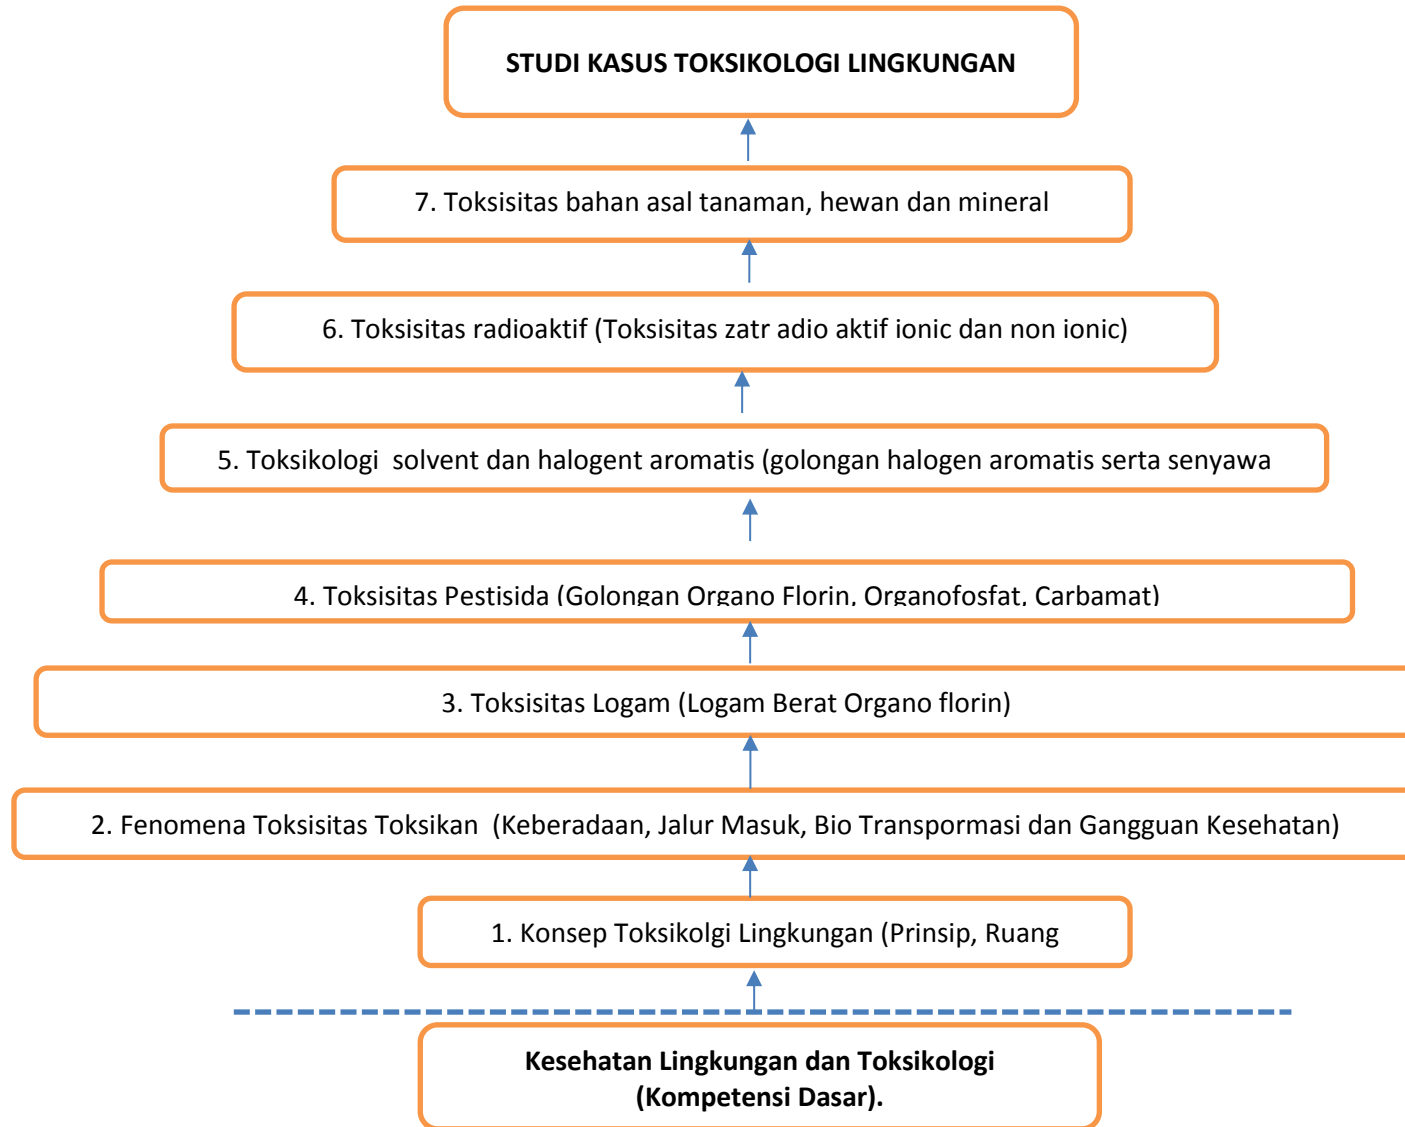 STUDI KASUS TOKSIKOLOGI LINGKUNGAN
7. Toksisitas bahan asal tanaman, hewan dan mineral
6. Toksisitas radioaktif (Toksisitas zatr adio aktif ionic dan non ionic)
5. Toksikologi  solvent dan halogent aromatis (golongan halogen aromatis serta senyawa
4. Toksisitas Pestisida (Golongan Organo Florin, Organofosfat, Carbamat)
3. Toksisitas Logam (Logam Berat Organo florin)
2. Fenomena Toksisitas Toksikan  (Keberadaan, Jalur Masuk, Bio Transpormasi dan Gangguan Kesehatan)
1. Konsep Toksikolgi Lingkungan (Prinsip, Ruang
Kesehatan Lingkungan dan Toksikologi
(Kompetensi Dasar).